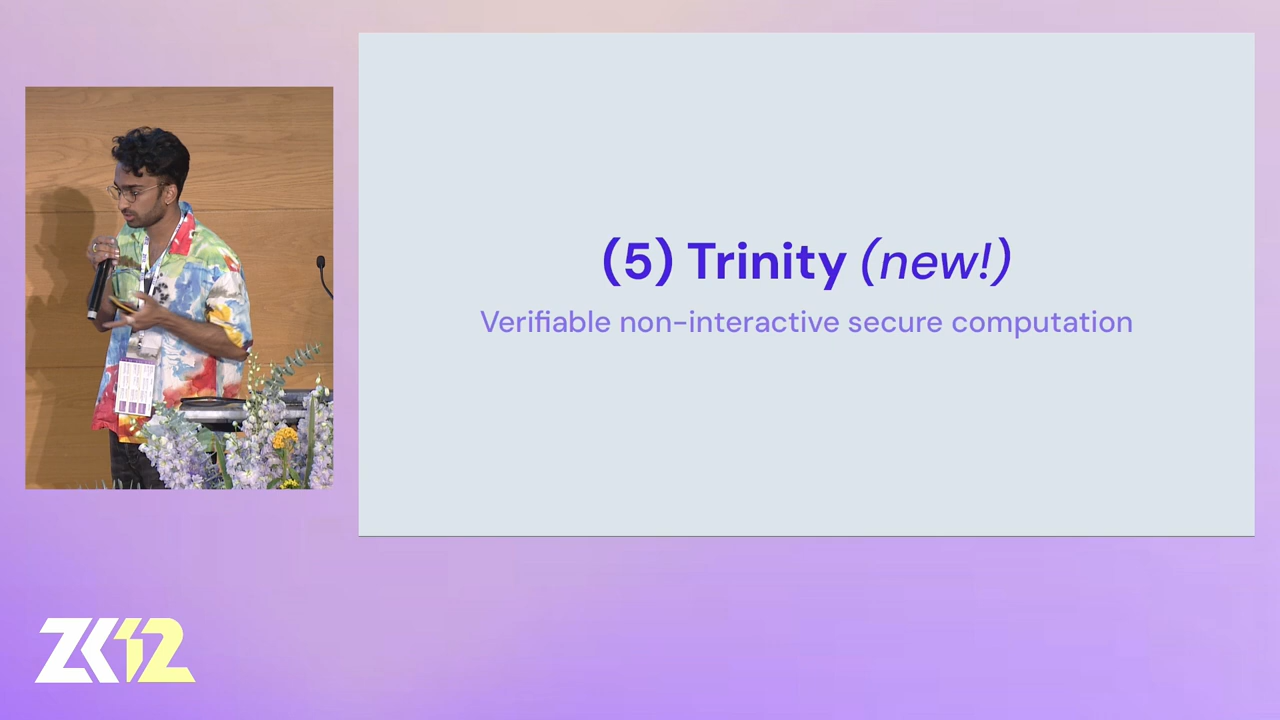 (5) Trinity (new!)
Verifiable non-interactive secure computation
ZK12